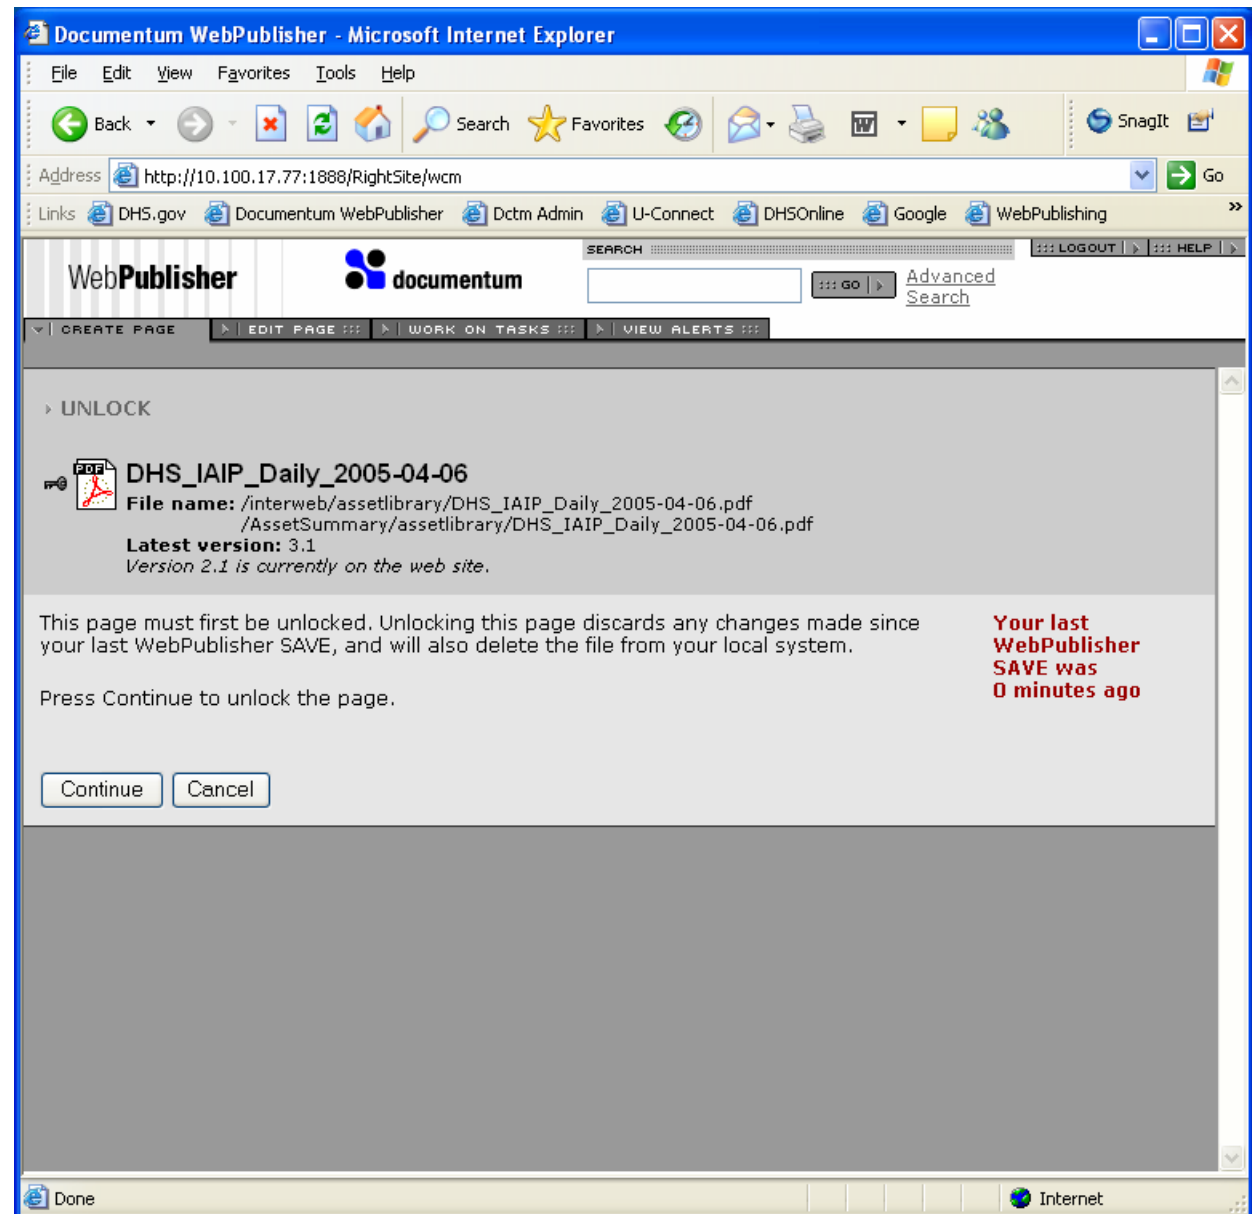 Documentum WebPublisher - Microsoft Internet Explorer
File Edit View Favorites Tools Help
Back Search Favorites SnagIt
Address http://10.100.17.77:1888/RightSite/wcm Go
Links DHS.gov Documentum WebPublisher Dctm Admin U-Connect DHSOnline Google WebPublishing »
SEARCH ::: LOGOUT | ::: HELP |
WebPublisher documentum ::: GO | Advanced
Search
CREATE PAGE EDIT PAGE ::: WORK ON TASKS ::: VIEW ALERTS :::
UNLOCK
PDF DHS_IAIP_Daily_2005-04-06
File name: /interweb/assetlibrary/DHS_IAIP_Daily_2005-04-06.pdf
/AssetSummary/assetlibrary/DHS_IAIP_Daily_2005-04-06.pdf
Latest version: 3.1
Version 2.1 is currently on the web site.
This page must first be unlocked. Unlocking this page discards any changes made since
your last WebPublisher SAVE, and will also delete the file from your local system.
Press Continue to unlock the page.
Your last
WebPublisher
SAVE was
0 minutes ago
Continue Cancel
Done Internet